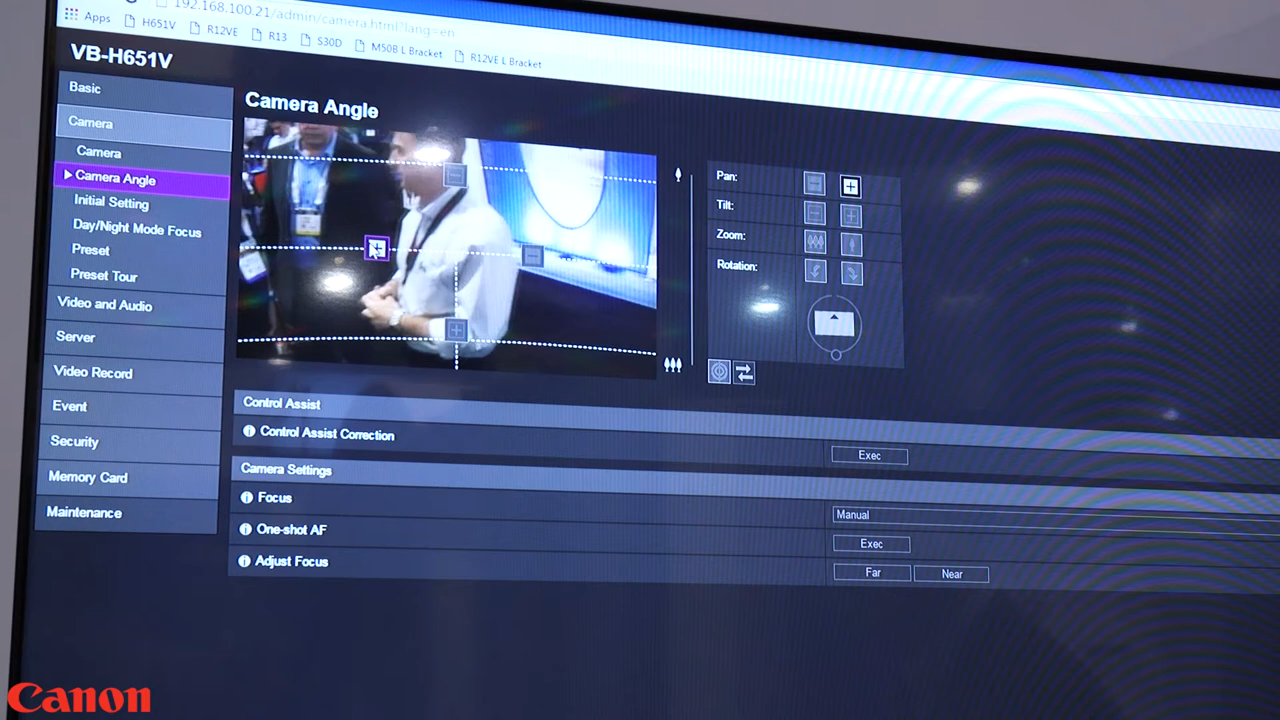 192.168.100.21/admin/camera.html?lang=en
Apps H651V R12VE R13 S30D M50B L Bracket R12VE L Bracket
VB-H651V
Basic
Camera
Camera
Camera Angle
Initial Setting
Day/Night Mode Focus
Preset
Preset Tour
Video and Audio
Server
Video Record
Event
Security
Memory Card
Maintenance
Camera Angle
Pan:
Tilt:
Zoom:
Rotation:
Control Assist
Control Assist Correction Exec
Camera Settings
Focus Manual
One-shot AF Exec
Adjust Focus Far Near
Canon